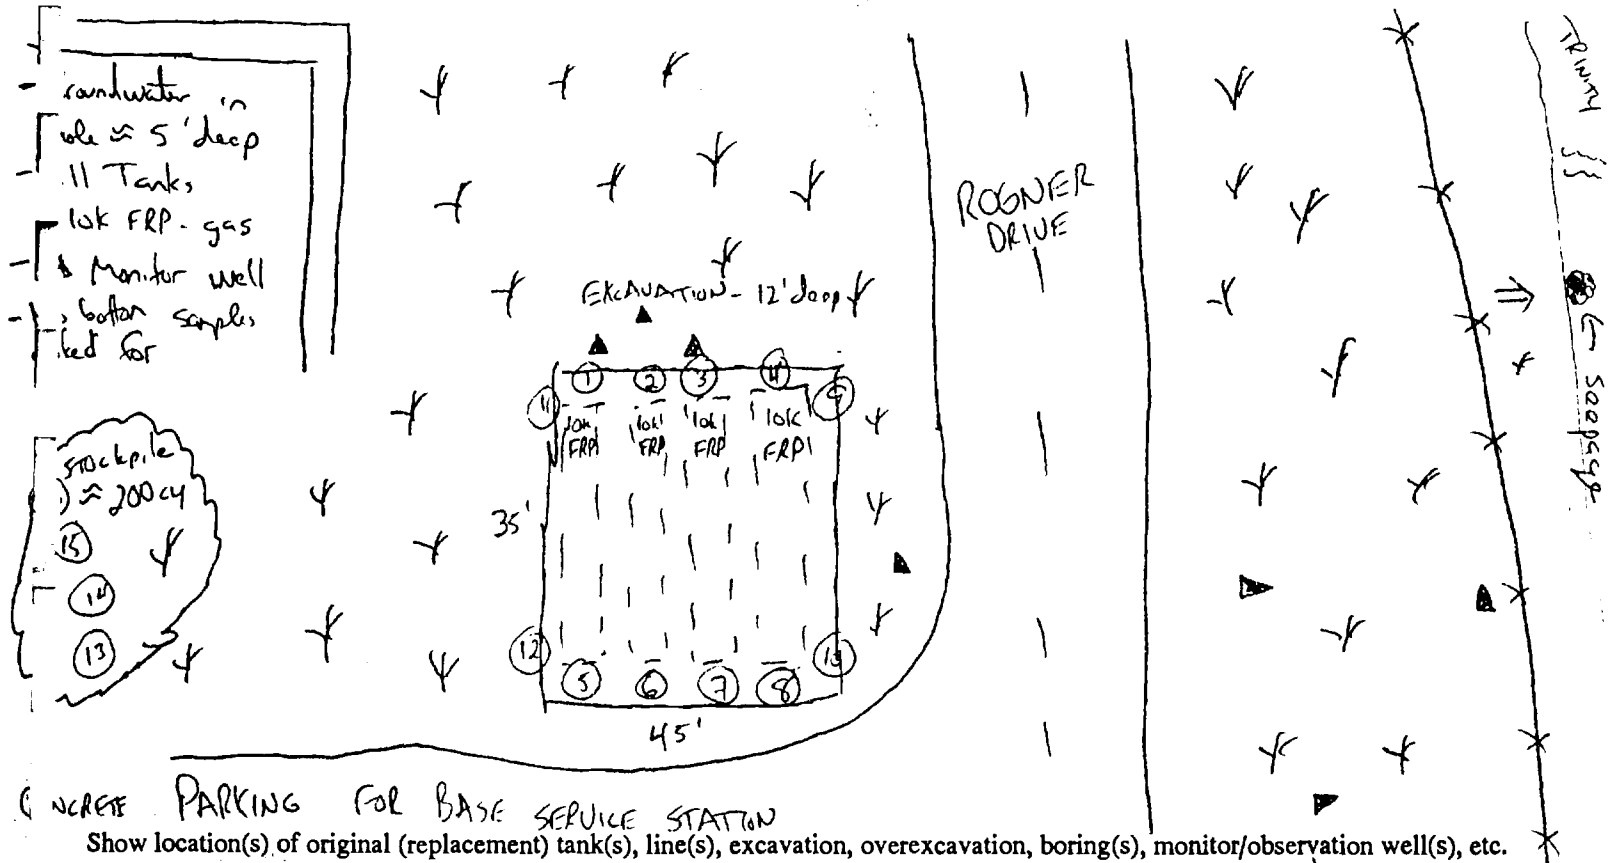 roundwater in
ole ≈ 5' deep
ll Tanks
10K FRP - gas
Monitor well
bottom samples
ked for
TRINITY
ROGNER
DRIVE
EXCAVATION - 12' deep
⇒
← Seepage
1 2 3 4
11 9
10K 10K 10K 10K
FRP FRP FRP FRP
Stockpile
) ≈ 200 cy
35'
15
14
13
12 10
5 6 7 8
45'
NCRETE PARKING FOR BASE SERVICE STATION
Show location(s) of original (replacement) tank(s), line(s), excavation, overexcavation, boring(s), monitor/observation well(s), etc.